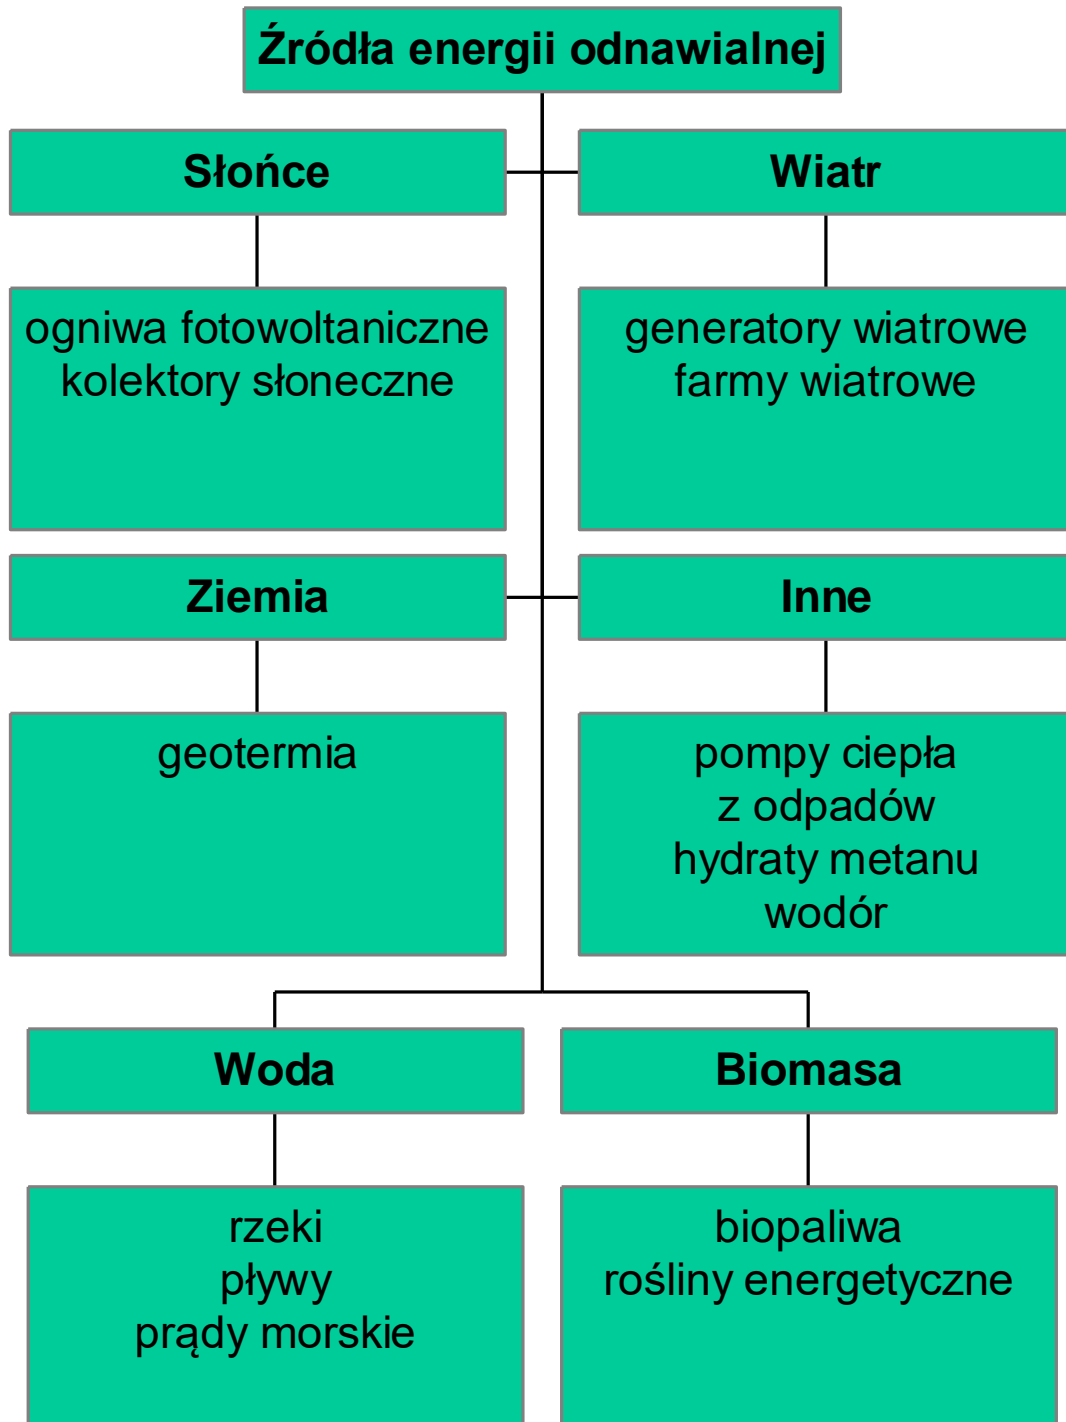 Źródła energii odnawialnej
Słońce
ogniwa fotowoltaniczne
kolektory słoneczne
Wiatr
generatory wiatrowe
farmy wiatrowe
Ziemia
geotermia
Inne
pompy ciepła
z odpadów
hydraty metanu
wodór
Woda
rzeki
pływy
prądy morskie
Biomasa
biopaliwa
rośliny energetyczne